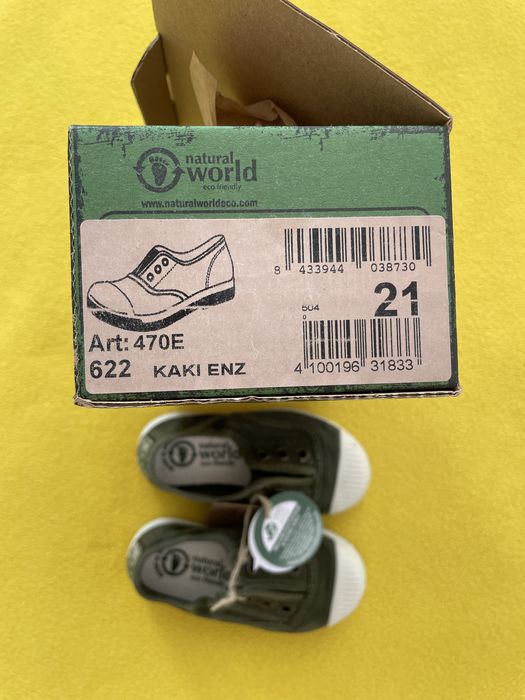 natural
world
eco friendly
www.naturalworldeco.com
8 433944 038730
504
0
21
Art: 470E
622 KAKI ENZ
4 100196 31833
natural
world
eco friendly
natural
world
eco friendly